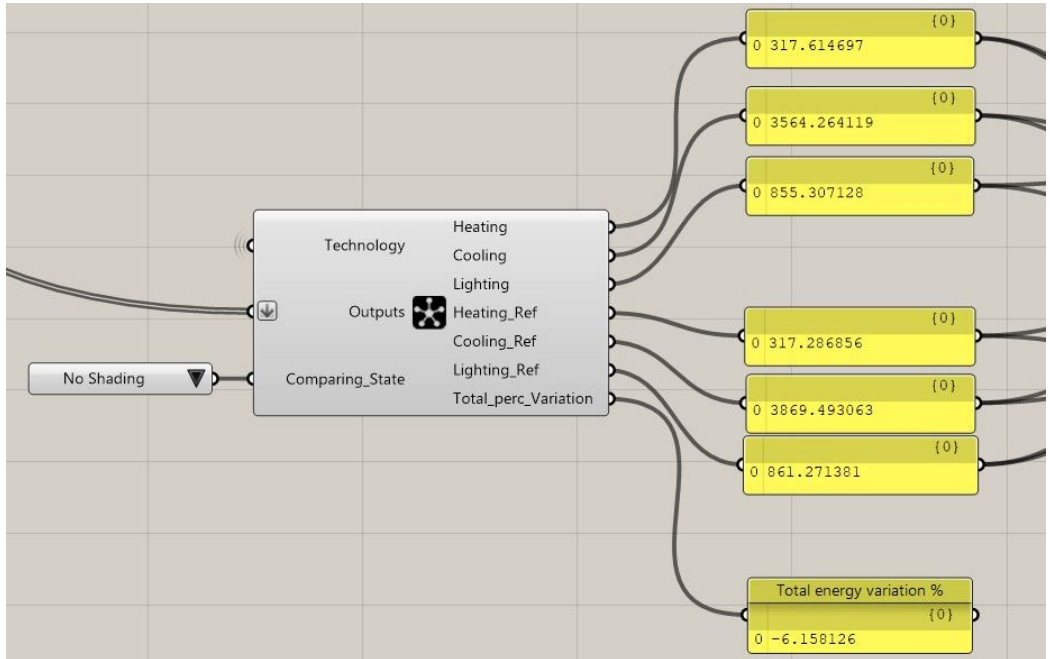 {0}
0 317.614697
{0}
0 3564.264119
{0}
0 855.307128
Technology
Outputs
Comparing_State
No Shading
Heating
Cooling
Lighting
Heating_Ref
Cooling_Ref
Lighting_Ref
Total_perc_Variation
{0}
0 317.286856
{0}
0 3869.493063
{0}
0 861.271381
Total energy variation %
{0}
0 -6.158126